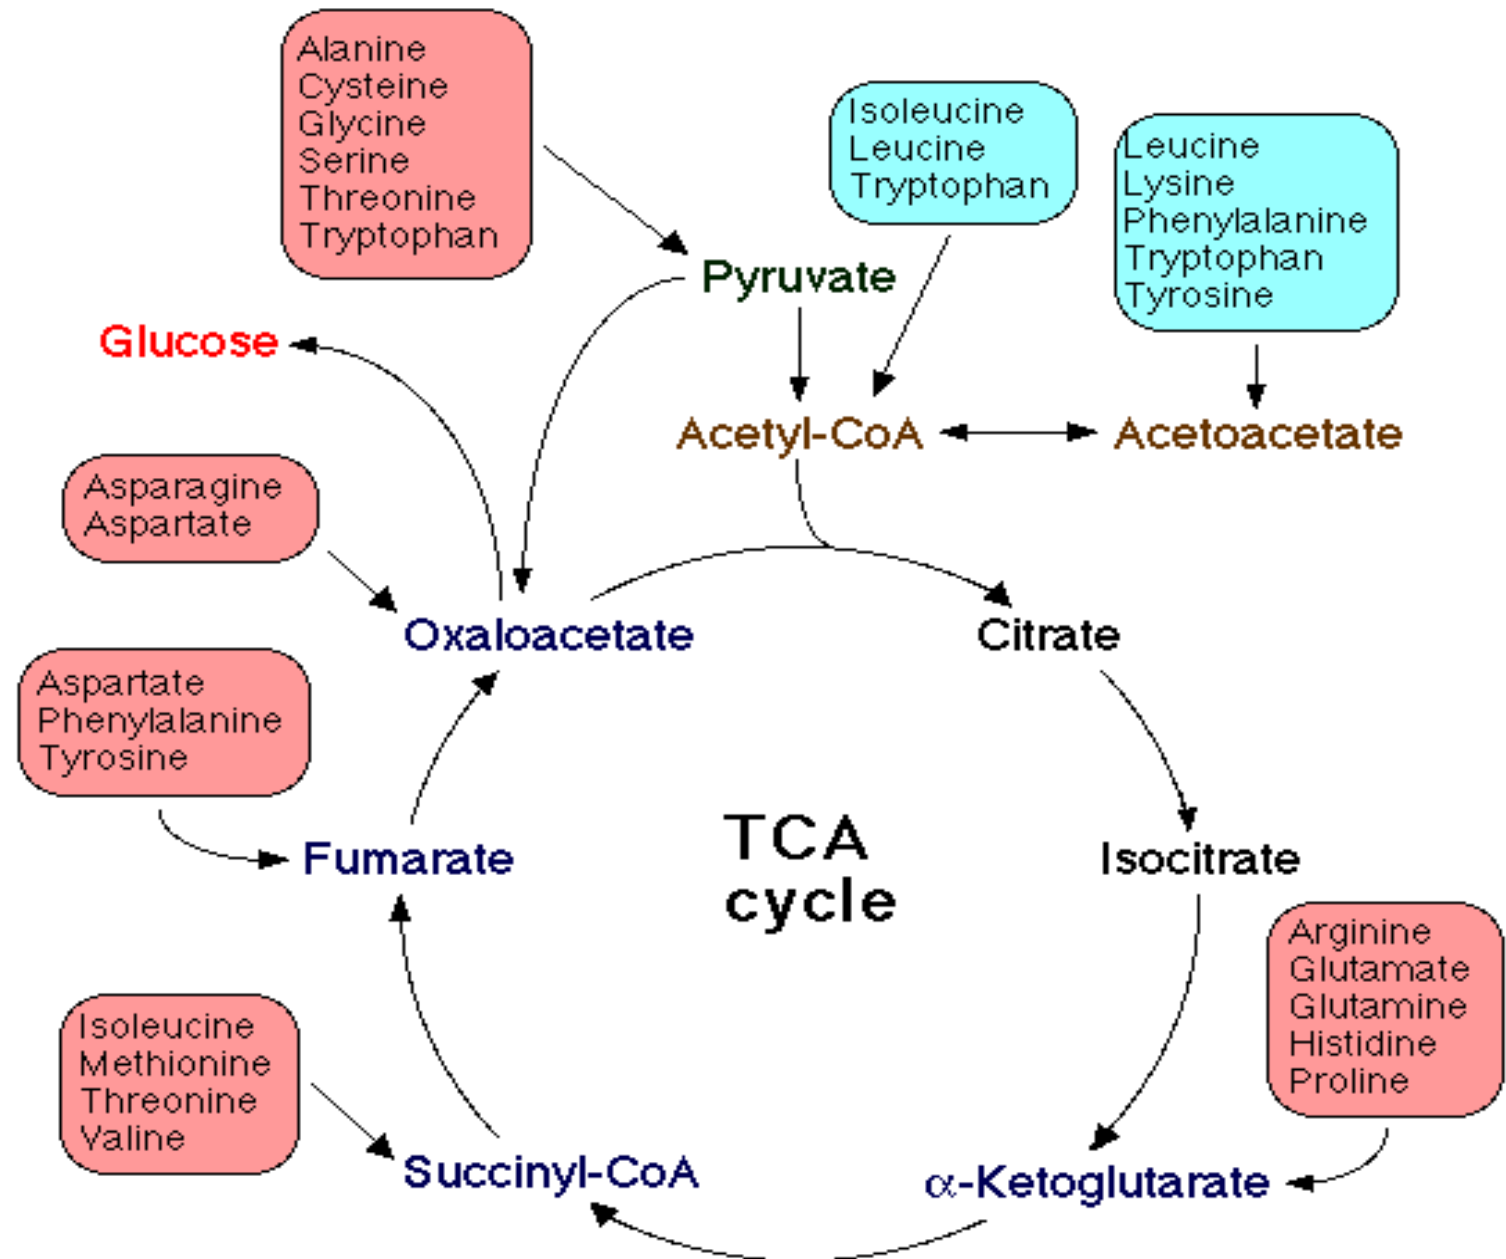 Alanine
Cysteine
Glycine
Serine
Threonine
Tryptophan
Isoleucine
Leucine
Tryptophan
Leucine
Lysine
Phenylalanine
Tryptophan
Tyrosine
Pyruvate
Glucose
Acetyl-CoA
Acetoacetate
Asparagine
Aspartate
Oxaloacetate
Citrate
Aspartate
Phenylalanine
Tyrosine
TCA
cycle
Fumarate
Isocitrate
Arginine
Glutamate
Glutamine
Histidine
Proline
Isoleucine
Methionine
Threonine
Valine
Succinyl-CoA
α-Ketoglutarate